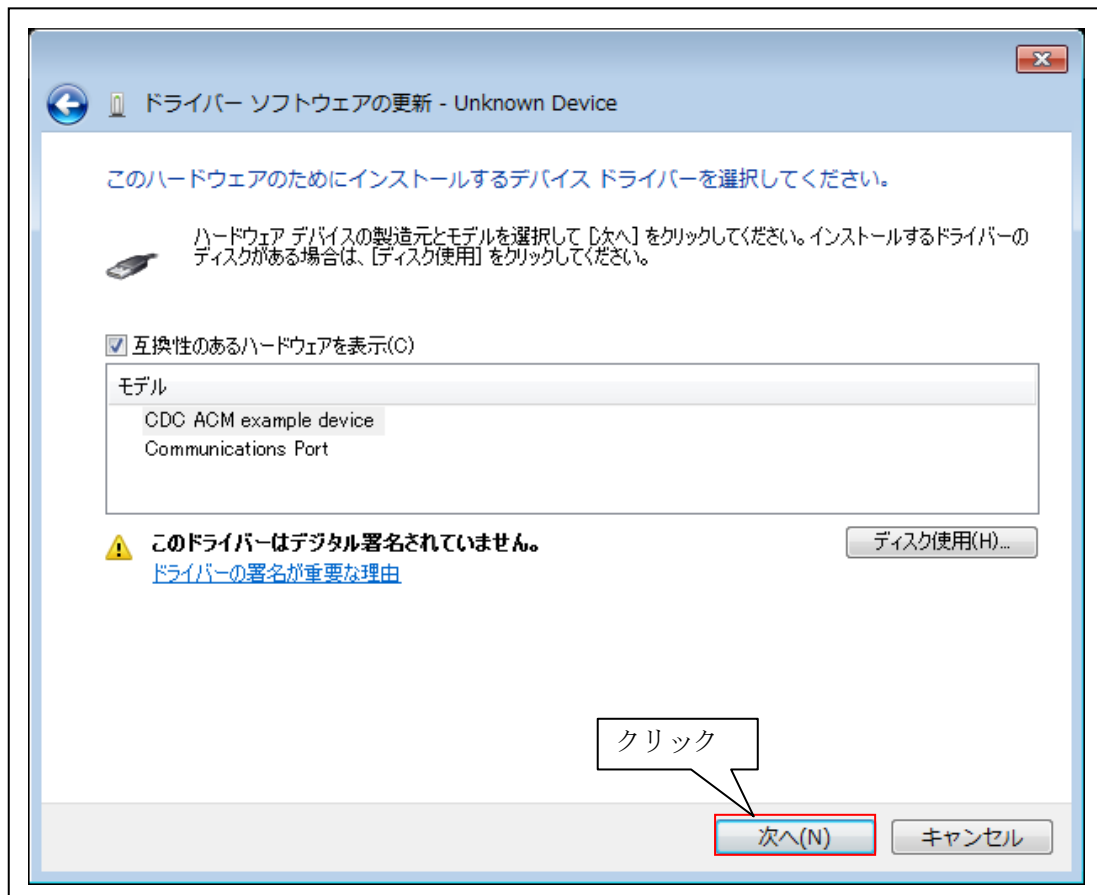 ドライバー ソフトウェアの更新 - Unknown Device
このハードウェアのためにインストールするデバイス ドライバーを選択してください。
ハードウェア デバイスの製造元とモデルを選択して [次へ] をクリックしてください。インストールするドライバーの
ディスクがある場合は、[ディスク使用] をクリックしてください。
互換性のあるハードウェアを表示(C)
モデル
CDC ACM example device
Communications Port
このドライバーはデジタル署名されていません。
ディスク使用(H)...
ドライバーの署名が重要な理由
クリック
次へ(N)
キャンセル